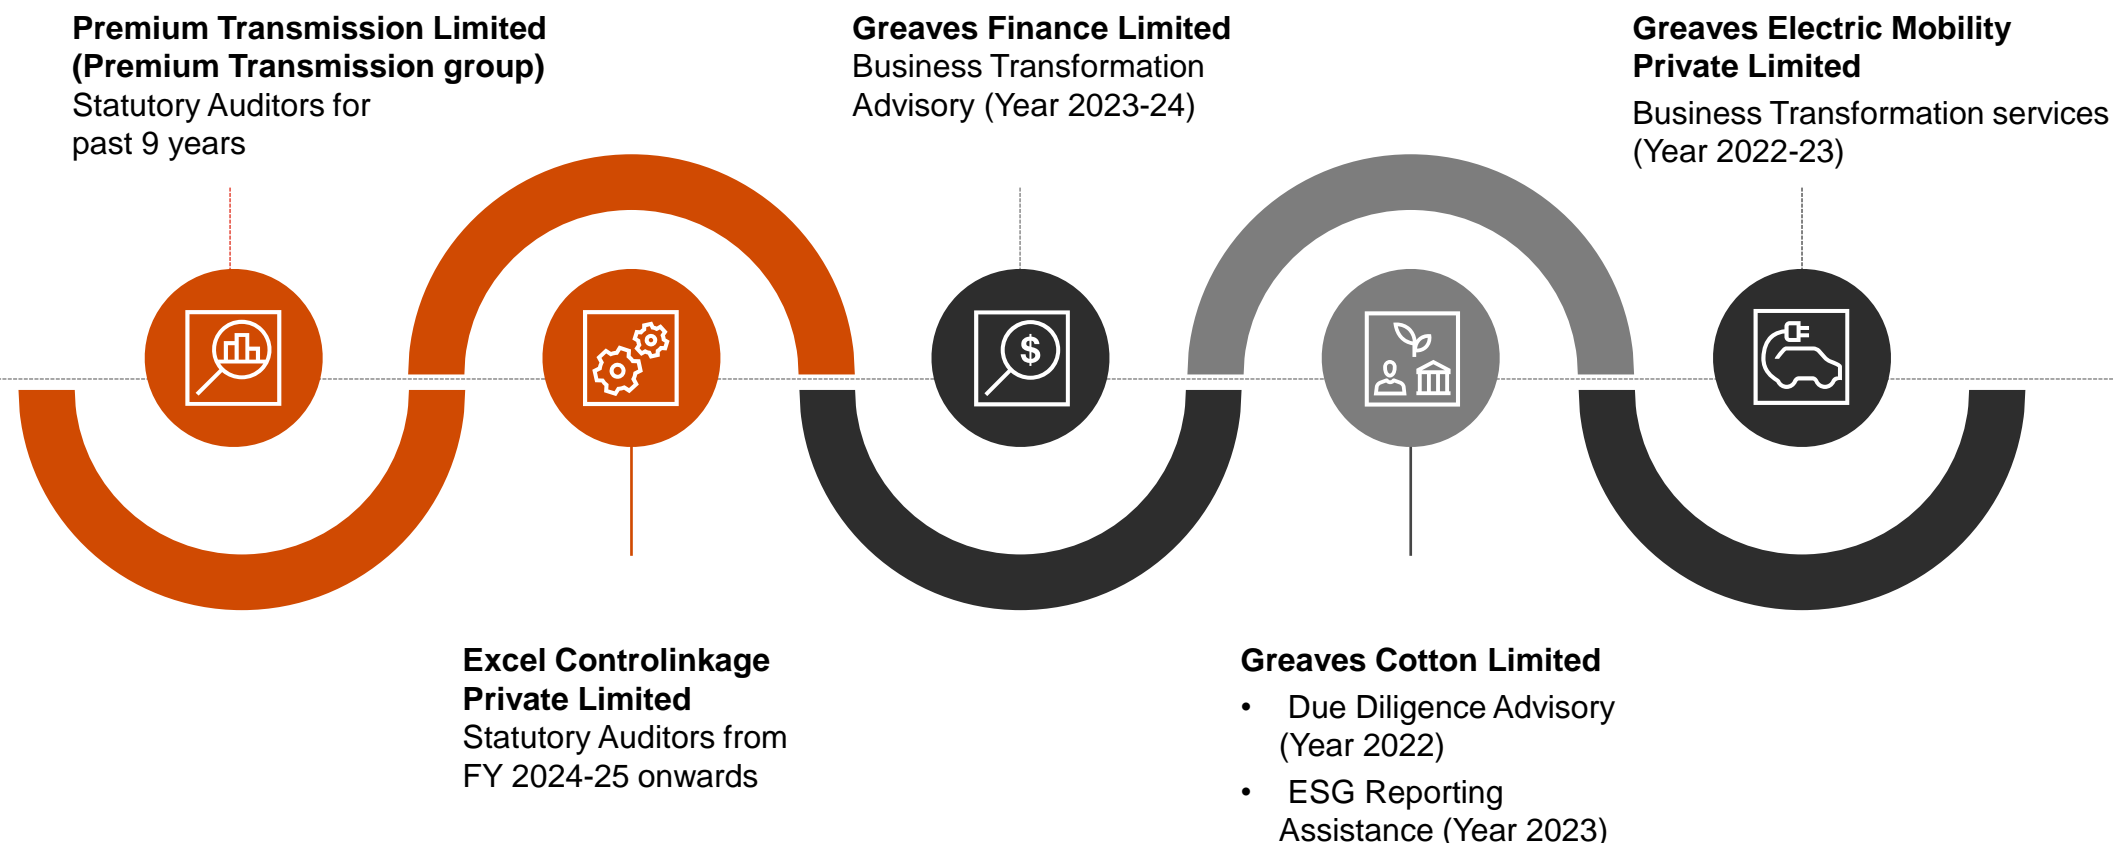 Premium Transmission Limited
(Premium Transmission group)
Statutory Auditors for
past 9 years
Excel Controlinkage
Private Limited
Statutory Auditors from
FY 2024-25 onwards
Greaves Finance Limited
Business Transformation
Advisory (Year 2023-24)
$
Greaves Cotton Limited
• Due Diligence Advisory
(Year 2022)
• ESG Reporting
Assistance (Year 2023)
Greaves Electric Mobility
Private Limited
Business Transformation services
(Year 2022-23)